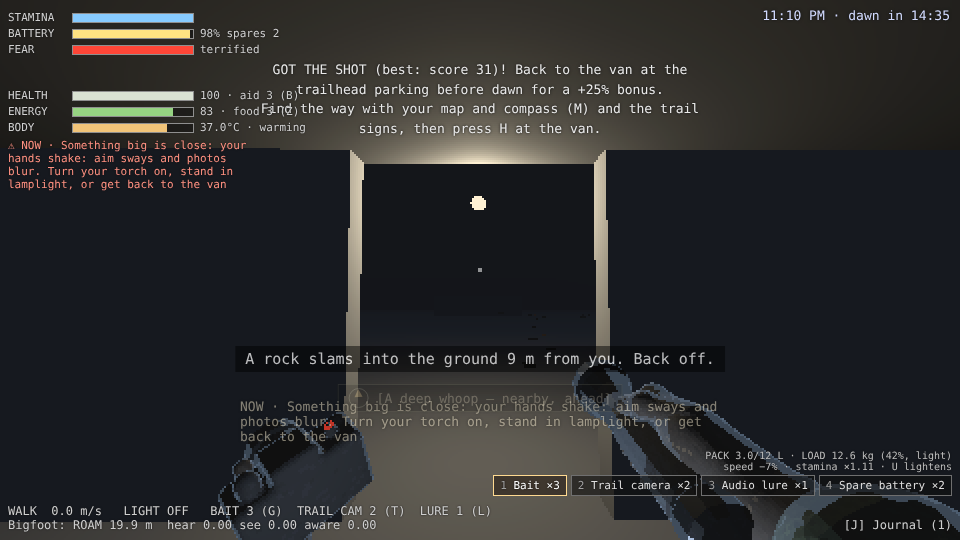 STAMINA
BATTERY 98% spares 2
FEAR terrified
HEALTH 100 · aid 3 (B)
ENERGY 83 · food 3 (E)
BODY 37.0°C · warming
⚠ NOW · Something big is close: your
hands shake: aim sways and photos
blur. Turn your torch on, stand in
lamplight, or get back to the van
11:10 PM · dawn in 14:35
GOT THE SHOT (best: score 31)! Back to the van at the
trailhead parking before dawn for a +25% bonus.
Find the way with your map and compass (M) and the trail
signs, then press H at the van.
A rock slams into the ground 9 m from you. Back off.
[A deep whoop — nearby, ahead]
NOW · Something big is close: your hands shake: aim sways and
photos blur. Turn your torch on, stand in lamplight, or get
back to the van
PACK 3.0/12 L · LOAD 12.6 kg (42%, light)
speed −7% · stamina ×1.11 · U lightens
1 Bait ×3 2 Trail camera ×2 3 Audio lure ×1 4 Spare battery ×2
WALK 0.0 m/s LIGHT OFF BAIT 3 (G) TRAIL CAM 2 (T) LURE 1 (L)
Bigfoot: ROAM 19.9 m hear 0.00 see 0.00 aware 0.00
[J] Journal (1)